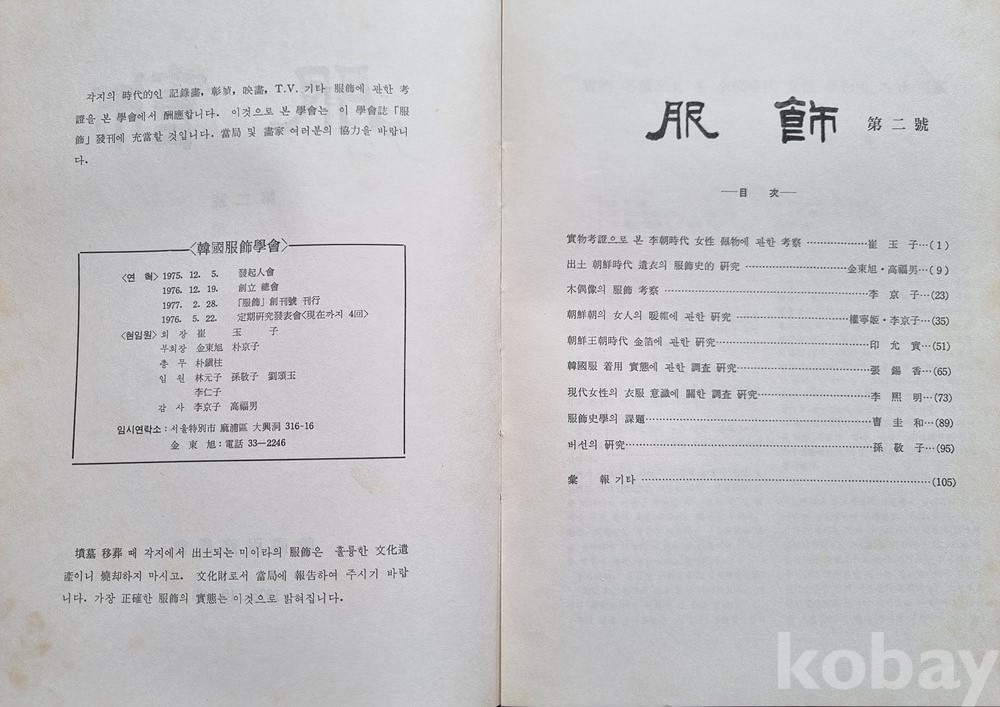 각지의 時代的인 記錄畵, 彰幀, 映畵, T.V. 기타 服飾에 관한 考
證을 본 學會에서 酬應합니다. 이것으로 본 學會는 이 學會誌「服
飾」發刊에 充當할 것입니다. 當局 및 畵家 여러분의 協力을 바랍니
다.
〈韓國服飾學會〉
〈연 혁〉 1975. 12. 5. 發起人會
1976. 12. 19. 創立 總會
1977. 2. 28. 「服飾」創刊號 刊行
1976. 5. 22. 定期硏究發表會〈現在까지 4回〉
〈현임원〉 회 장 崔 玉 子
부회장 金東旭 朴京子
총 무 朴鎭柱
임 원 林元子 孫敬子 劉頌玉
李仁子
감 사 李京子 高福男
임시연락소 : 서울特別市 麻浦區 大興洞 316-16
金 東 旭 : 電話 33—2246
墳墓 移葬 때 각지에서 出土되는 미이라의 服飾은 훌륭한 文化遺
產이니 燒却하지 마시고. 文化財로서 當局에 報告하여 주시기 바랍
니다. 가장 正確한 服飾의 實態는 이것으로 밝혀집니다.
服 飾 第二號
—目 次—
實物考證으로 본 李朝時代 女性 佩物에 관한 考察 ………………崔 玉 子…( 1 )
出土 朝鮮時代 遺衣의 服飾史的 硏究 ………………金東旭・高福男…( 9 )
木偶像의 服飾 考察 ………………李 京 子…(23)
朝鮮朝의 女人의 暖帽에 관한 硏究 ………………權寧姬・李京子…(35)
朝鮮王朝時代 金箔에 관한 硏究 ………………印 允 實…(51)
韓國服 着用 實態에 관한 調査 硏究………………張 錫 香…(65)
現代女性의 衣服 意識에 關한 調査 硏究………………李 熙 明…(73)
服飾史學의 課題………………曺 圭 和…(89)
버선의 硏究………………孫 敬 子…(95)
彙 報 기타 ………………(105)
kobay